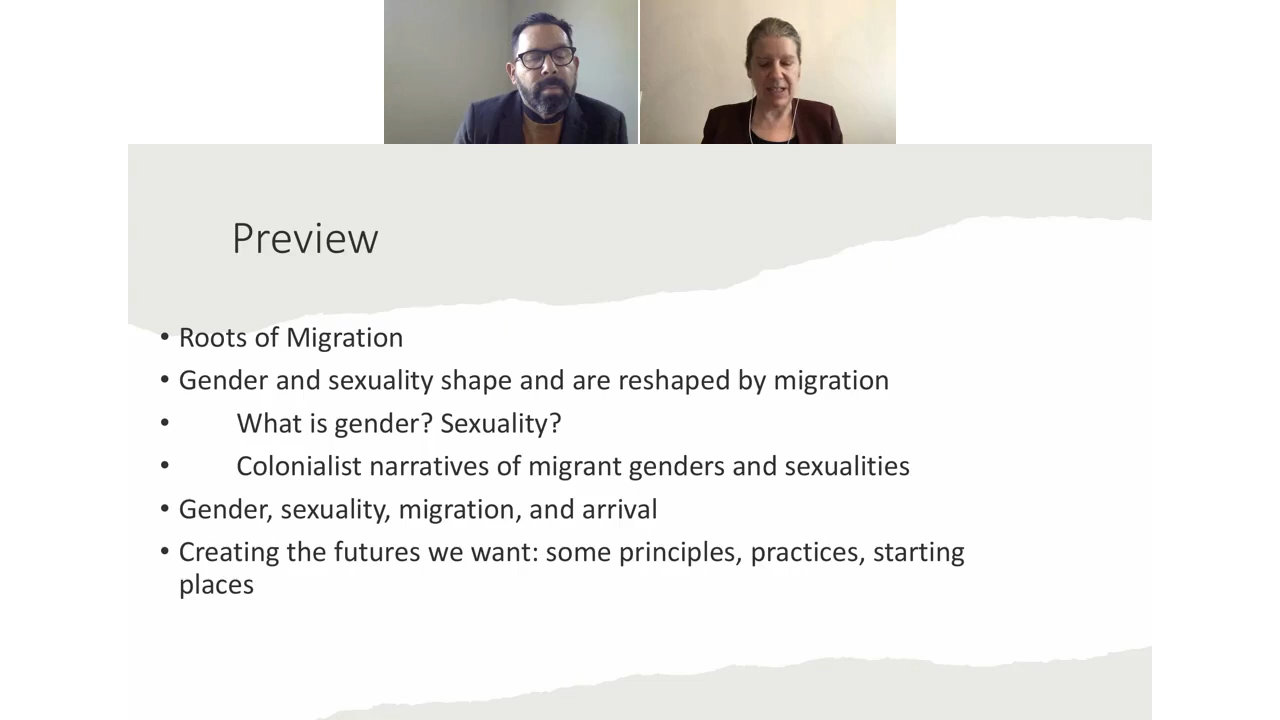 Preview
• Roots of Migration
• Gender and sexuality shape and are reshaped by migration
• What is gender? Sexuality?
• Colonialist narratives of migrant genders and sexualities
• Gender, sexuality, migration, and arrival
• Creating the futures we want: some principles, practices, starting
places